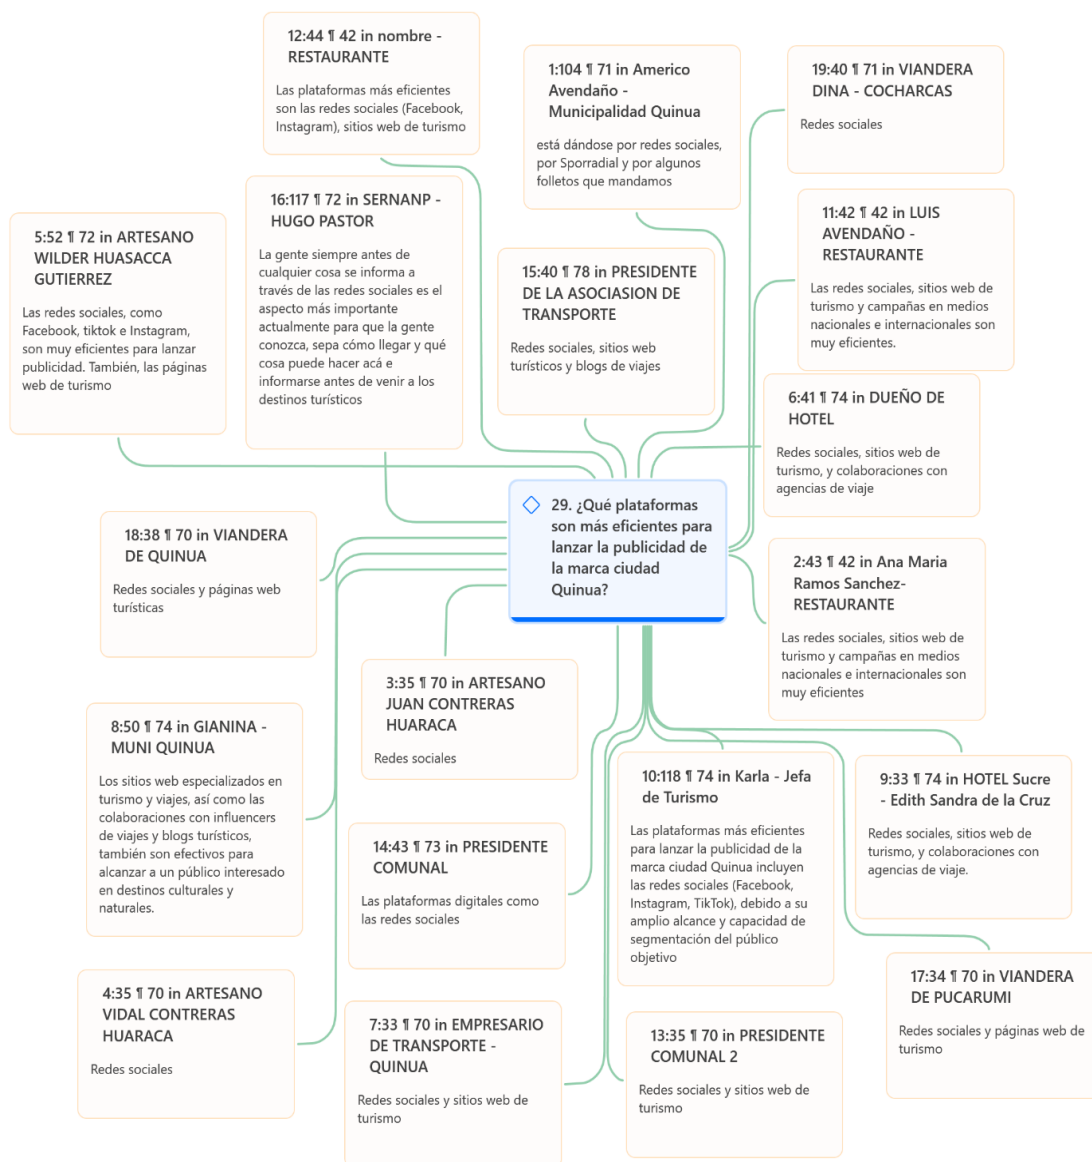 12:44 ¶ 42 in nombre -
RESTAURANTE
Las plataformas más eficientes
son las redes sociales (Facebook,
Instagram), sitios web de turismo
1:104 ¶ 71 in Americo
Avendaño -
Municipalidad Quinua
está dándose por redes sociales,
por Sporradial y por algunos
folletos que mandamos
19:40 ¶ 71 in VIANDERA
DINA - COCHARCAS
Redes sociales
16:117 ¶ 72 in SERNANP -
HUGO PASTOR
La gente siempre antes de
cualquier cosa se informa a
través de las redes sociales es el
aspecto más importante
actualmente para que la gente
conozca, sepa cómo llegar y qué
cosa puede hacer acá e
informarse antes de venir a los
destinos turísticos
11:42 ¶ 42 in LUIS
AVENDAÑO -
RESTAURANTE
Las redes sociales, sitios web de
turismo y campañas en medios
nacionales e internacionales son
muy eficientes.
5:52 ¶ 72 in ARTESANO
WILDER HUASACCA
GUTIERREZ
Las redes sociales, como
Facebook, tiktok e Instagram,
son muy eficientes para lanzar
publicidad. También, las páginas
web de turismo
15:40 ¶ 78 in PRESIDENTE
DE LA ASOCIASION DE
TRANSPORTE
Redes sociales, sitios web
turísticos y blogs de viajes
6:41 ¶ 74 in DUEÑO DE
HOTEL
Redes sociales, sitios web de
turismo, y colaboraciones con
agencias de viaje
29. ¿Qué plataformas
son más eficientes para
lanzar la publicidad de
la marca ciudad
Quinua?
18:38 ¶ 70 in VIANDERA
DE QUINUA
Redes sociales y páginas web
turísticas
2:43 ¶ 42 in Ana Maria
Ramos Sanchez-
RESTAURANTE
Las redes sociales, sitios web de
turismo y campañas en medios
nacionales e internacionales son
muy eficientes
3:35 ¶ 70 in ARTESANO
JUAN CONTRERAS
HUARACA
Redes sociales
8:50 ¶ 74 in GIANINA -
MUNI QUINUA
Los sitios web especializados en
turismo y viajes, así como las
colaboraciones con influencers
de viajes y blogs turísticos,
también son efectivos para
alcanzar a un público interesado
en destinos culturales y
naturales.
10:118 ¶ 74 in Karla - Jefa
de Turismo
Las plataformas más eficientes
para lanzar la publicidad de la
marca ciudad Quinua incluyen
las redes sociales (Facebook,
Instagram, TikTok), debido a su
amplio alcance y capacidad de
segmentación del público
objetivo
9:33 ¶ 74 in HOTEL Sucre
- Edith Sandra de la Cruz
Redes sociales, sitios web de
turismo, y colaboraciones con
agencias de viaje.
14:43 ¶ 73 in PRESIDENTE
COMUNAL
Las plataformas digitales como
las redes sociales
17:34 ¶ 70 in VIANDERA
DE PUCARUMI
Redes sociales y páginas web de
turismo
4:35 ¶ 70 in ARTESANO
VIDAL CONTRERAS
HUARACA
Redes sociales
7:33 ¶ 70 in EMPRESARIO
DE TRANSPORTE -
QUINUA
Redes sociales y sitios web de
turismo
13:35 ¶ 70 in PRESIDENTE
COMUNAL 2
Redes sociales y sitios web de
turismo